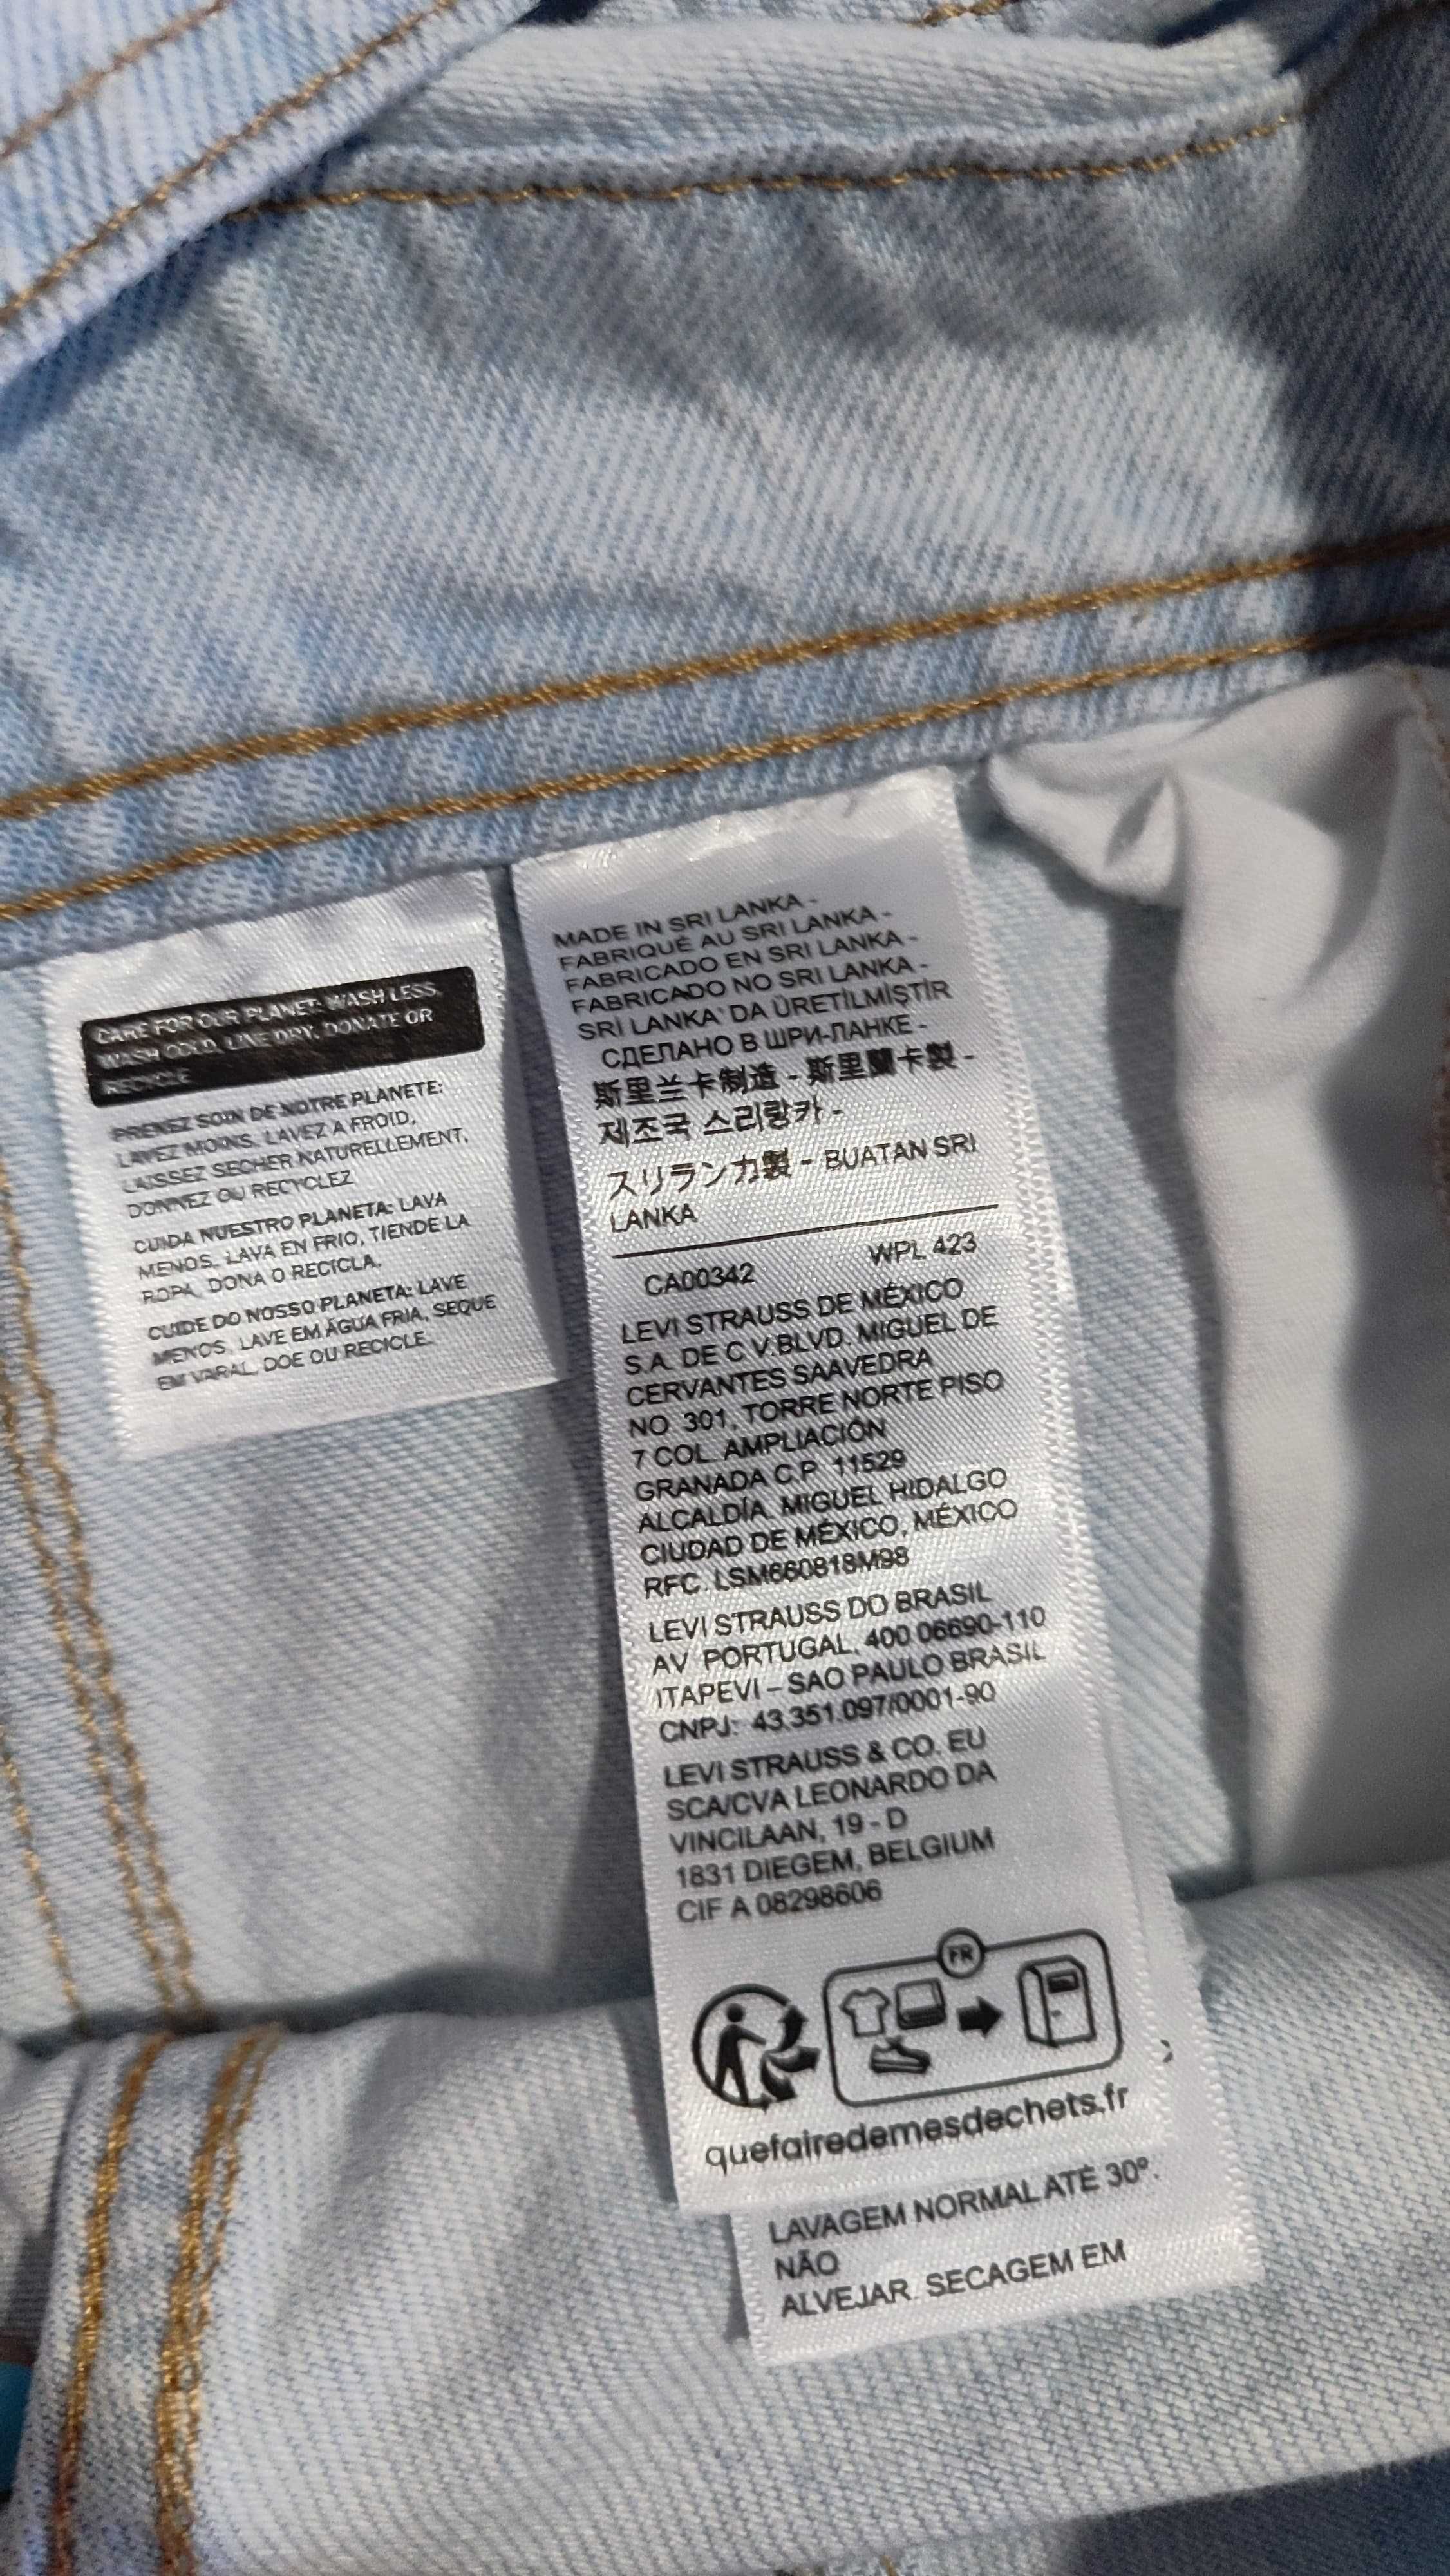 CARE FOR OUR PLANET: WASH LESS,
WASH COLD, LINE DRY, DONATE OR
RECYCLE
PRENEZ SOIN DE NOTRE PLANETE:
LAVEZ MOINS, LAVEZ A FROID,
LAISSEZ SECHER NATURELLEMENT,
DONNEZ OU RECYCLEZ
CUIDA NUESTRO PLANETA: LAVA
MENOS, LAVA EN FRIO, TIENDE LA
ROPA, DONA O RECICLA.
CUIDE DO NOSSO PLANETA: LAVE
MENOS, LAVE EM ÁGUA FRIA, SEQUE
EM VARAL, DOE OU RECICLE.
MADE IN SRI LANKA -
FABRIQUÉ AU SRI LANKA -
FABRICADO EN SRI LANKA -
FABRICADO NO SRI LANKA -
SRİ LANKA' DA ÜRETİLMİŞTİR
СДЕЛАНО В ШРИ-ЛАНКЕ -
斯里兰卡制造 - 斯里蘭卡製 -
제조국 스리랑카 -
スリランカ製 - BUATAN SRI
LANKA
CA00342 WPL 423
LEVI STRAUSS DE MÉXICO
S.A. DE C.V.BLVD. MIGUEL DE
CERVANTES SAAVEDRA
NO. 301, TORRE NORTE PISO
7 COL. AMPLIACIÓN
GRANADA C.P. 11529
ALCALDÍA. MIGUEL HIDALGO
CIUDAD DE MÉXICO, MÉXICO
RFC. LSM660818M98
LEVI STRAUSS DO BRASIL
AV. PORTUGAL, 400 06690-110
ITAPEVI – SAO PAULO BRASIL
CNPJ: 43.351.097/0001-90
LEVI STRAUSS & CO. EU
SCA/CVA LEONARDO DA
VINCILAAN, 19 - D
1831 DIEGEM, BELGIUM
CIF A 08298606
FR
quefairedemesdechets.fr
LAVAGEM NORMAL ATÉ 30º.
NÃO
ALVEJAR. SECAGEM EM